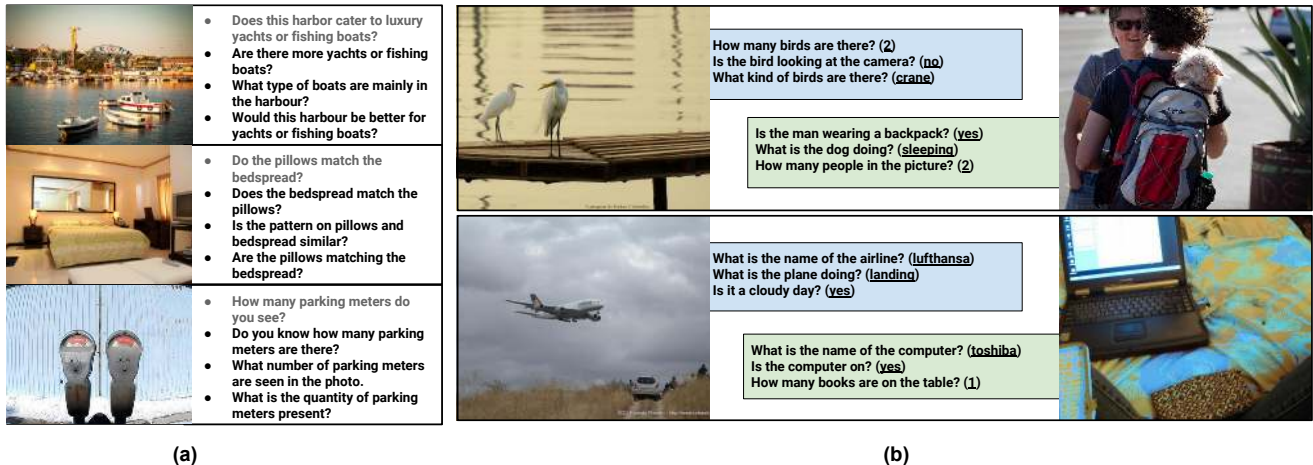 ● Does this harbor cater to luxury
yachts or fishing boats?
● Are there more yachts or fishing
boats?
● What type of boats are mainly in
the harbour?
● Would this harbour be better for
yachts or fishing boats?
● Do the pillows match the
bedspread?
● Does the bedspread match the
pillows?
● Is the pattern on pillows and
bedspread similar?
● Are the pillows matching the
bedspread?
● How many parking meters do
you see?
● Do you know how many parking
meters are there?
● What number of parking meters
are seen in the photo.
● What is the quantity of parking
meters present?
(a)
How many birds are there? (2)
Is the bird looking at the camera? (no)
What kind of birds are there? (crane)
Is the man wearing a backpack? (yes)
What is the dog doing? (sleeping)
How many people in the picture? (2)
What is the name of the airline? (lufthansa)
What is the plane doing? (landing)
Is it a cloudy day? (yes)
What is the name of the computer? (toshiba)
Is the computer on? (yes)
How many books are on the table? (1)
(b)